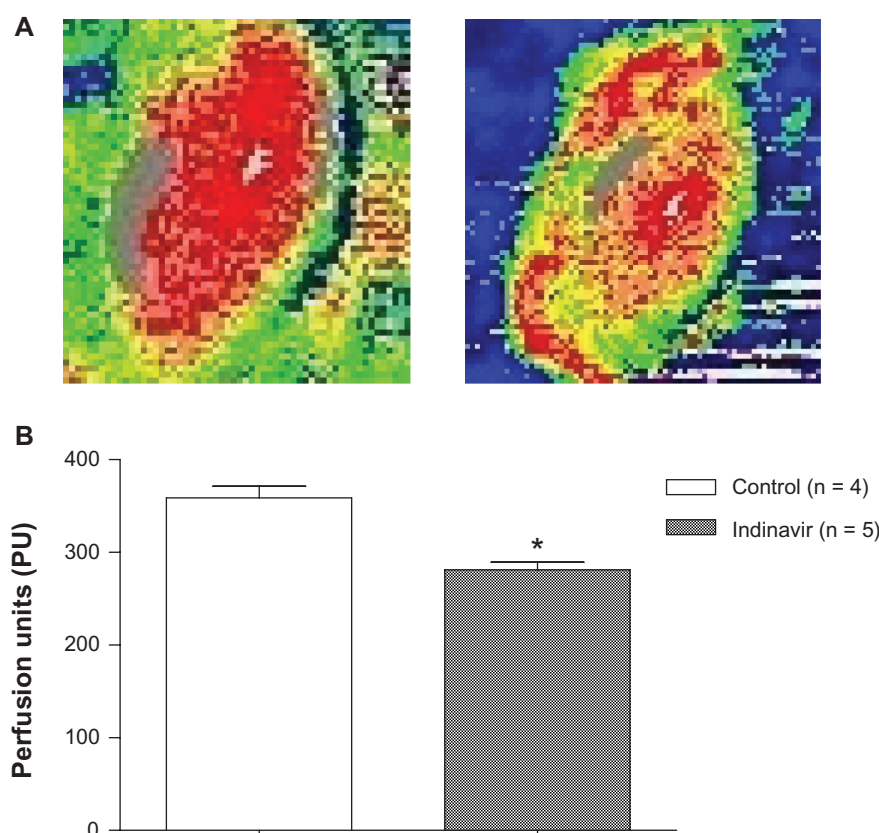 A
B
400
300
200
100
0
Perfusion units (PU)
*
Control (n = 4)
Indinavir (n = 5)